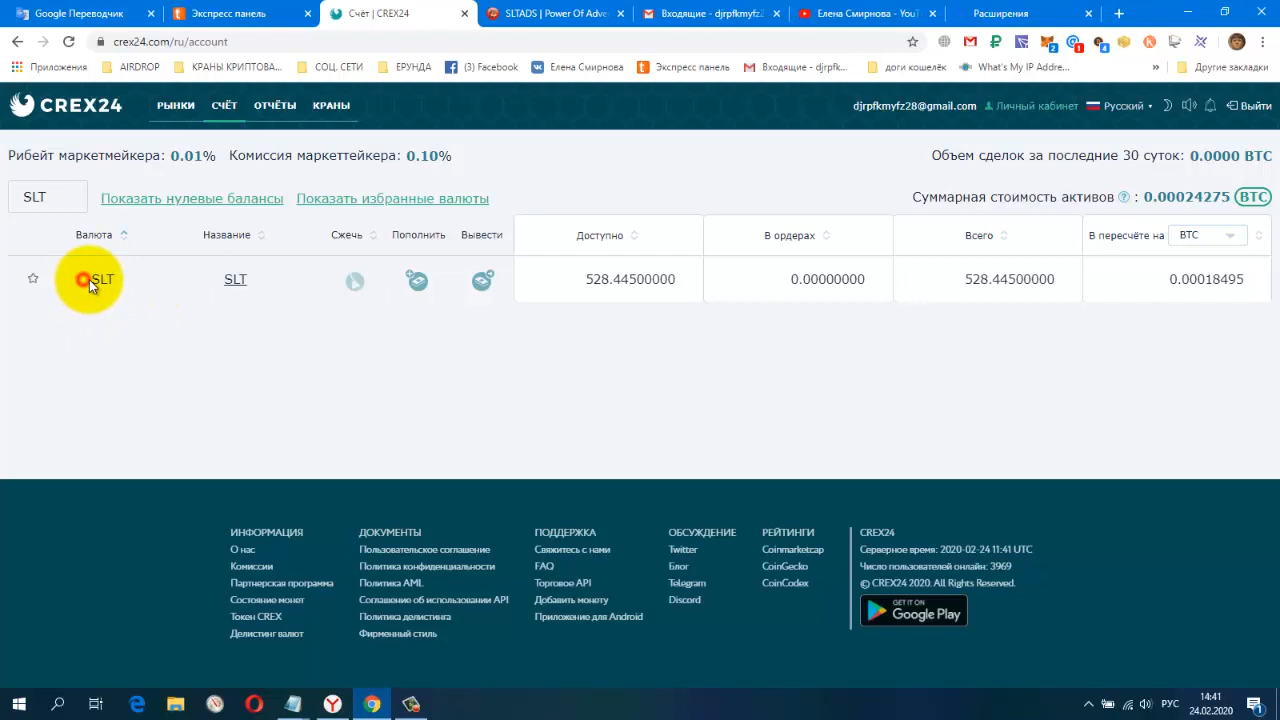 Google Переводчик
Экспресс панель
Счёт | CREX24
SLTADS | Power Of Adve
Входящие - djrpfkmyfz2
Елена Смирнова - YouT
Расширения
crex24.com/ru/account
2
1
4
Приложения
AIRDROP
КРАНЫ КРИПТОВА...
СОЦ. СЕТИ
ЕРУНДА
(3) Facebook
Елена Смирнова
Экспресс панель
Входящие - djrpfk...
доги кошелёк
What's My IP Addre...
»
Другие закладки
CREX24
РЫНКИ
СЧЁТ
ОТЧЁТЫ
КРАНЫ
djrpfkmyfz28@gmail.com
Личный кабинет
Русский
Выйти
Рибейт маркетмейкера: 0.01% Комиссия маркеттейкера: 0.10%
Объем сделок за последние 30 суток: 0.0000 BTC
SLT
Показать нулевые балансы
Показать избранные валюты
Суммарная стоимость активов ? : 0.00024275 BTC
Валюта
Название
Сжечь
Пополнить
Вывести
Доступно
В ордерах
Всего
В пересчёте на
BTC
SLT
SLT
528.44500000
0.00000000
528.44500000
0.00018495
ИНФОРМАЦИЯ
О нас
Комиссии
Партнерская программа
Состояние монет
Токен CREX
Делистинг валют
ДОКУМЕНТЫ
Пользовательское соглашение
Политика конфиденциальности
Политика AML
Соглашение об использовании API
Политика делистинга
Фирменный стиль
ПОДДЕРЖКА
Свяжитесь с нами
FAQ
Торговое API
Добавить монету
Приложение для Android
ОБСУЖДЕНИЕ
Twitter
Блог
Telegram
Discord
РЕЙТИНГИ
Coinmarketcap
CoinGecko
CoinCodex
CREX24
Серверное время: 2020-02-24 11:41 UTC
Число пользователей онлайн: 3969
© CREX24 2020. All Rights Reserved.
GET IT ON
Google Play
РУС
14:41
24.02.2020
1